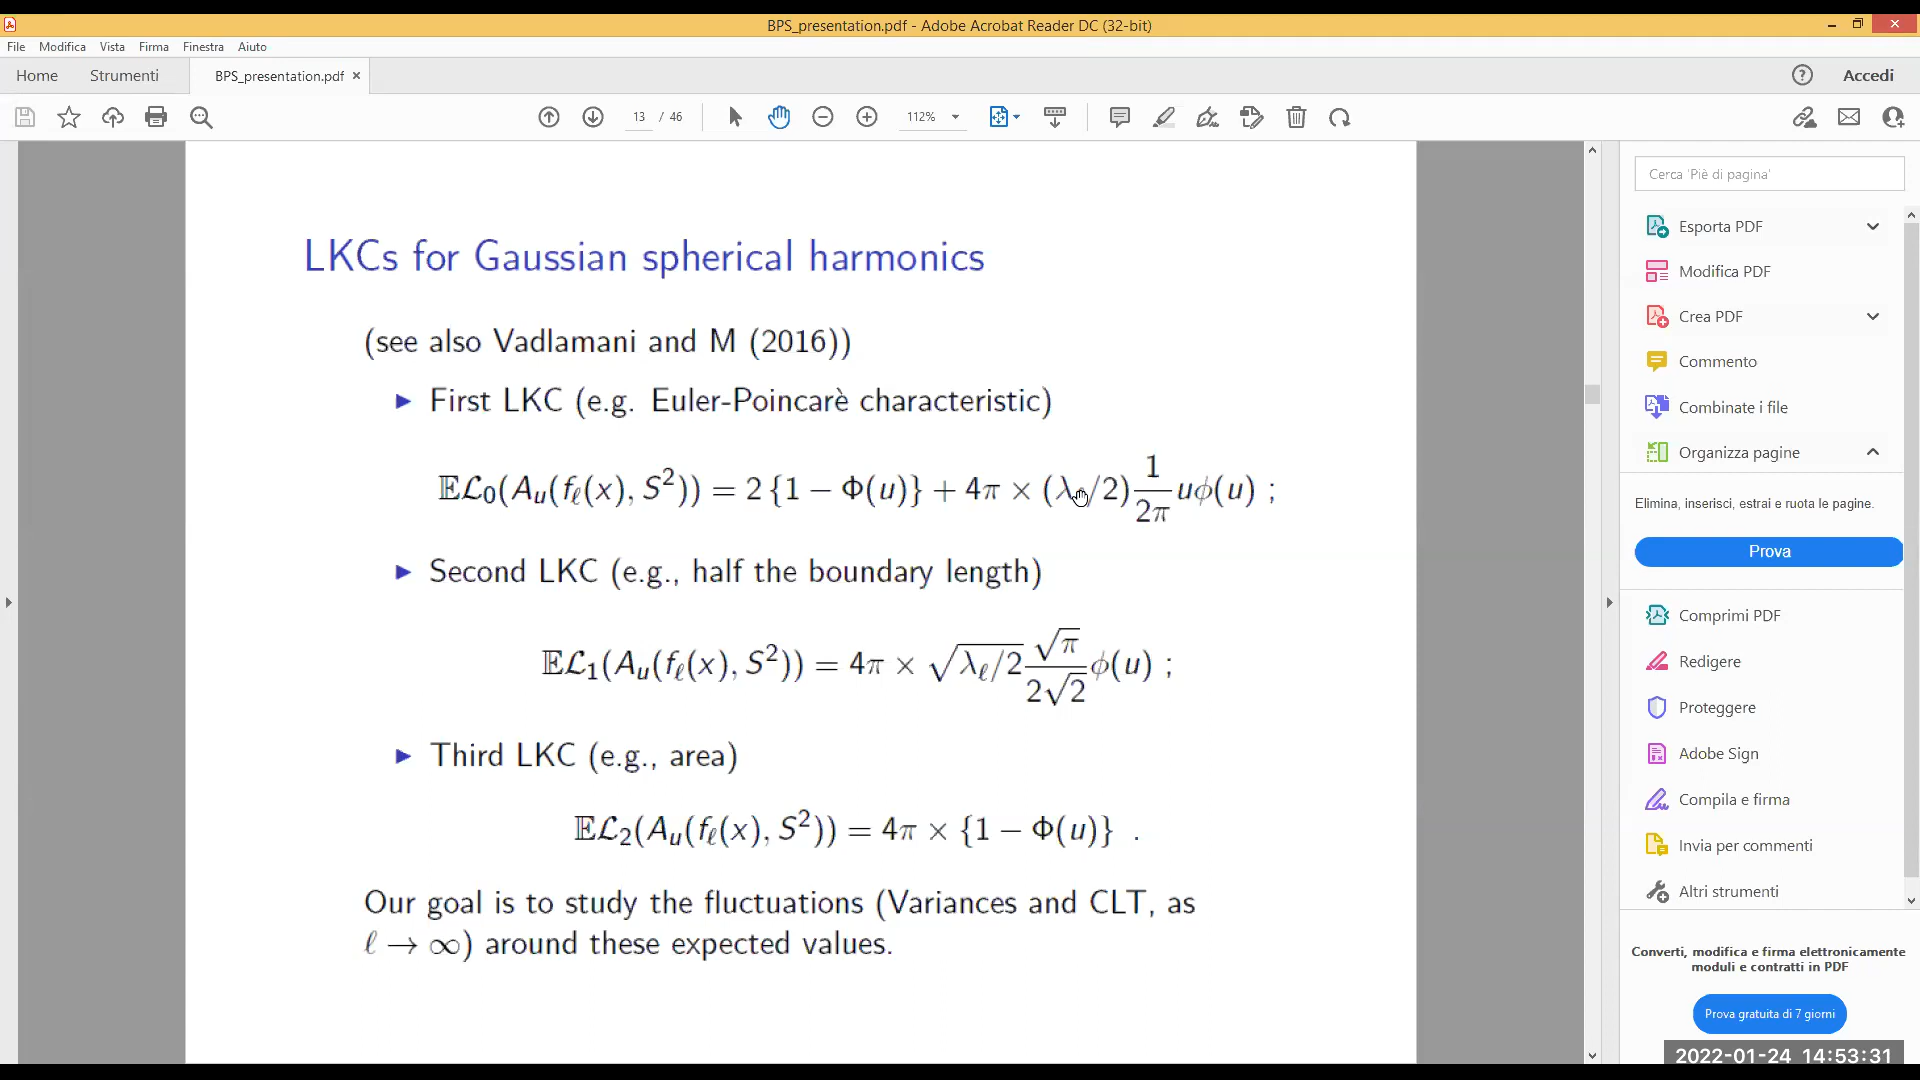 BPS_presentation.pdf - Adobe Acrobat Reader DC (32-bit)
File Modifica Vista Firma Finestra Aiuto
Home Strumenti BPS_presentation.pdf × Accedi
13 / 46 112%
LKCs for Gaussian spherical harmonics
(see also Vadlamani and M (2016))
▶ First LKC (e.g. Euler-Poincarè characteristic)
𝔼ℒ₀(Aᵤ(f_ℓ(x), S²)) = 2 {1 − Φ(u)} + 4π × (λ_ℓ/2) \frac{1}{2π} uϕ(u) ;
▶ Second LKC (e.g., half the boundary length)
𝔼ℒ₁(Aᵤ(f_ℓ(x), S²)) = 4π × √(λ_ℓ/2) \frac{√π}{2√2} ϕ(u) ;
▶ Third LKC (e.g., area)
𝔼ℒ₂(Aᵤ(f_ℓ(x), S²)) = 4π × {1 − Φ(u)} .
Our goal is to study the fluctuations (Variances and CLT, as
ℓ → ∞) around these expected values.
Cerca 'Piè di pagina'
Esporta PDF
Modifica PDF
Crea PDF
Commento
Combinate i file
Organizza pagine
Elimina, inserisci, estrai e ruota le pagine.
Prova
Comprimi PDF
Redigere
Proteggere
Adobe Sign
Compila e firma
Invia per commenti
Altri strumenti
Converti, modifica e firma elettronicamente
moduli e contratti in PDF
Prova gratuita di 7 giorni
2022-01-24 14:53:31